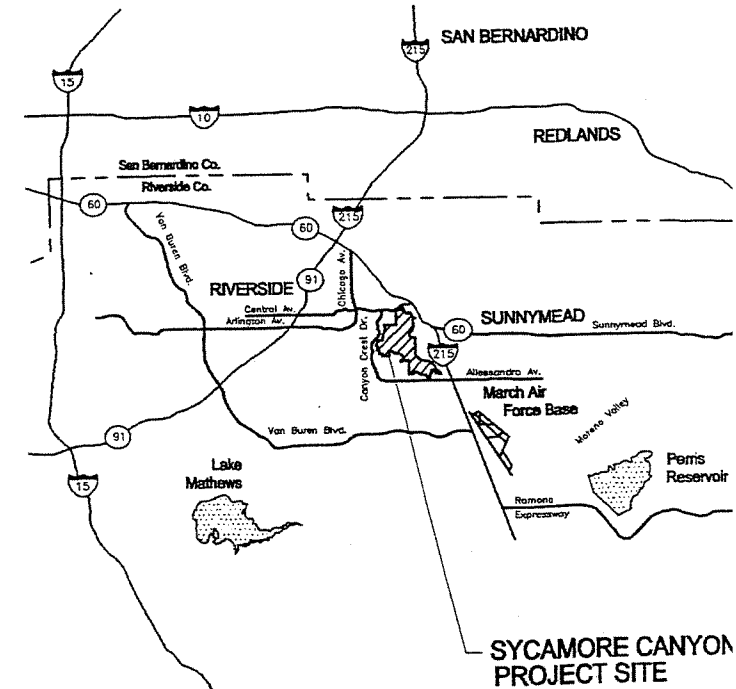 SAN BERNARDINO
215
15
10
REDLANDS
San Bernardino Co.
Riverside Co.
60
Van Buren Blvd.
215
60
Chicago Av.
91
RIVERSIDE
Central Av.
Arlington Av.
SUNNYMEAD
60
Sunnymead Blvd.
Canyon Crest Dr.
215
Allessandro Av.
March Air
Force Base
Moreno Valley
91
Van Buren Blvd.
Lake
Mathews
15
Perris
Reservoir
Ramona
Expressway
SYCAMORE CANYON
PROJECT SITE